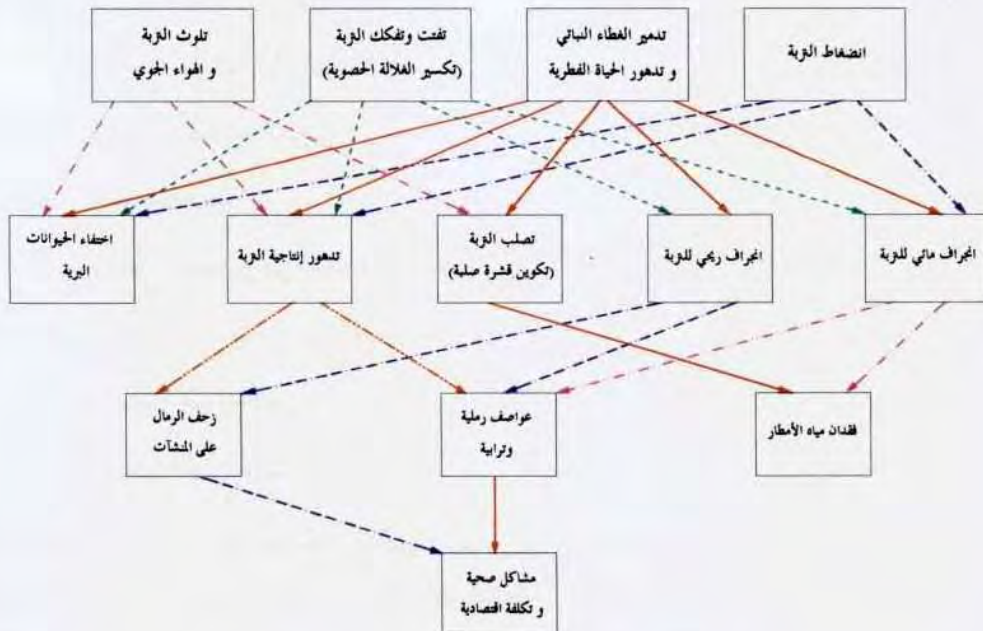 انضغاط التربة
تدمير الغطاء النباتي
و تدهور الحياة الفطرية
تفتت وتفكك التربة
(تكسير الغلالة الحصوية)
تلوث التربة
و الهواء الجوي
انجراف مائي للتربة
انجراف ريحي للتربة
تصلب التربة
(تكوين قشرة صلبة)
تدهور إنتاجية التربة
اختفاء الحيوانات
البرية
فقدان مياه الأمطار
عواصف رملية
وترابية
زحف الرمال
على المنشآت
مشاكل صحية
و تكلفة اقتصادية